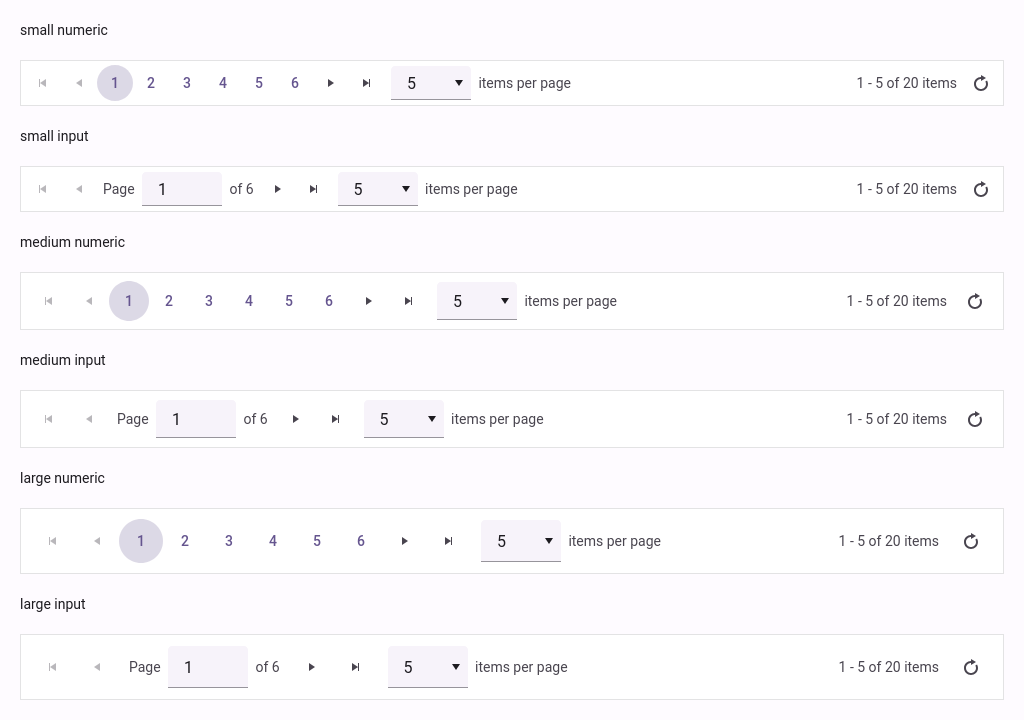 small numeric
1 2 3 4 5 6 5 items per page 1 - 5 of 20 items
small input
Page 1 of 6 5 items per page 1 - 5 of 20 items
medium numeric
1 2 3 4 5 6 5 items per page 1 - 5 of 20 items
medium input
Page 1 of 6 5 items per page 1 - 5 of 20 items
large numeric
1 2 3 4 5 6 5 items per page 1 - 5 of 20 items
large input
Page 1 of 6 5 items per page 1 - 5 of 20 items